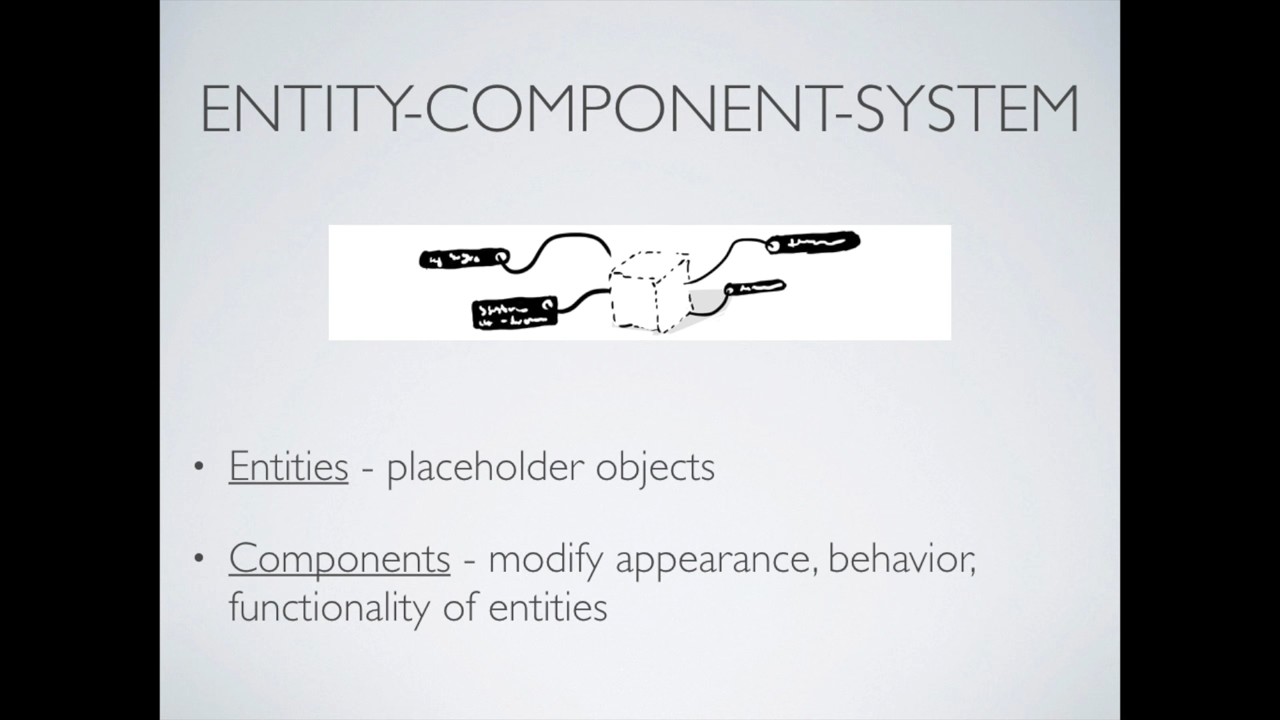 ENTITY-COMPONENT-SYSTEM
• Entities - placeholder objects
• Components - modify appearance, behavior,
functionality of entities